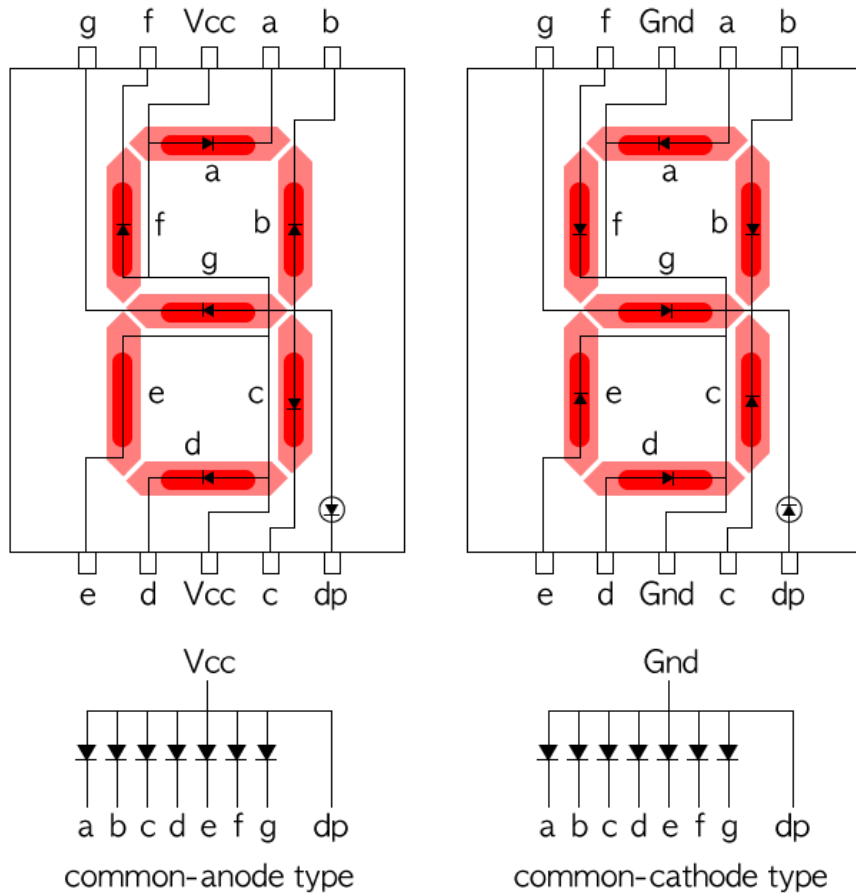 g f Vcc a b
g f Gnd a b
a
a
f b
f b
g
g
e c
e c
d
d
e d Vcc c dp
e d Gnd c dp
Vcc
Gnd
a b c d e f g dp
a b c d e f g dp
common-anode type
common-cathode type